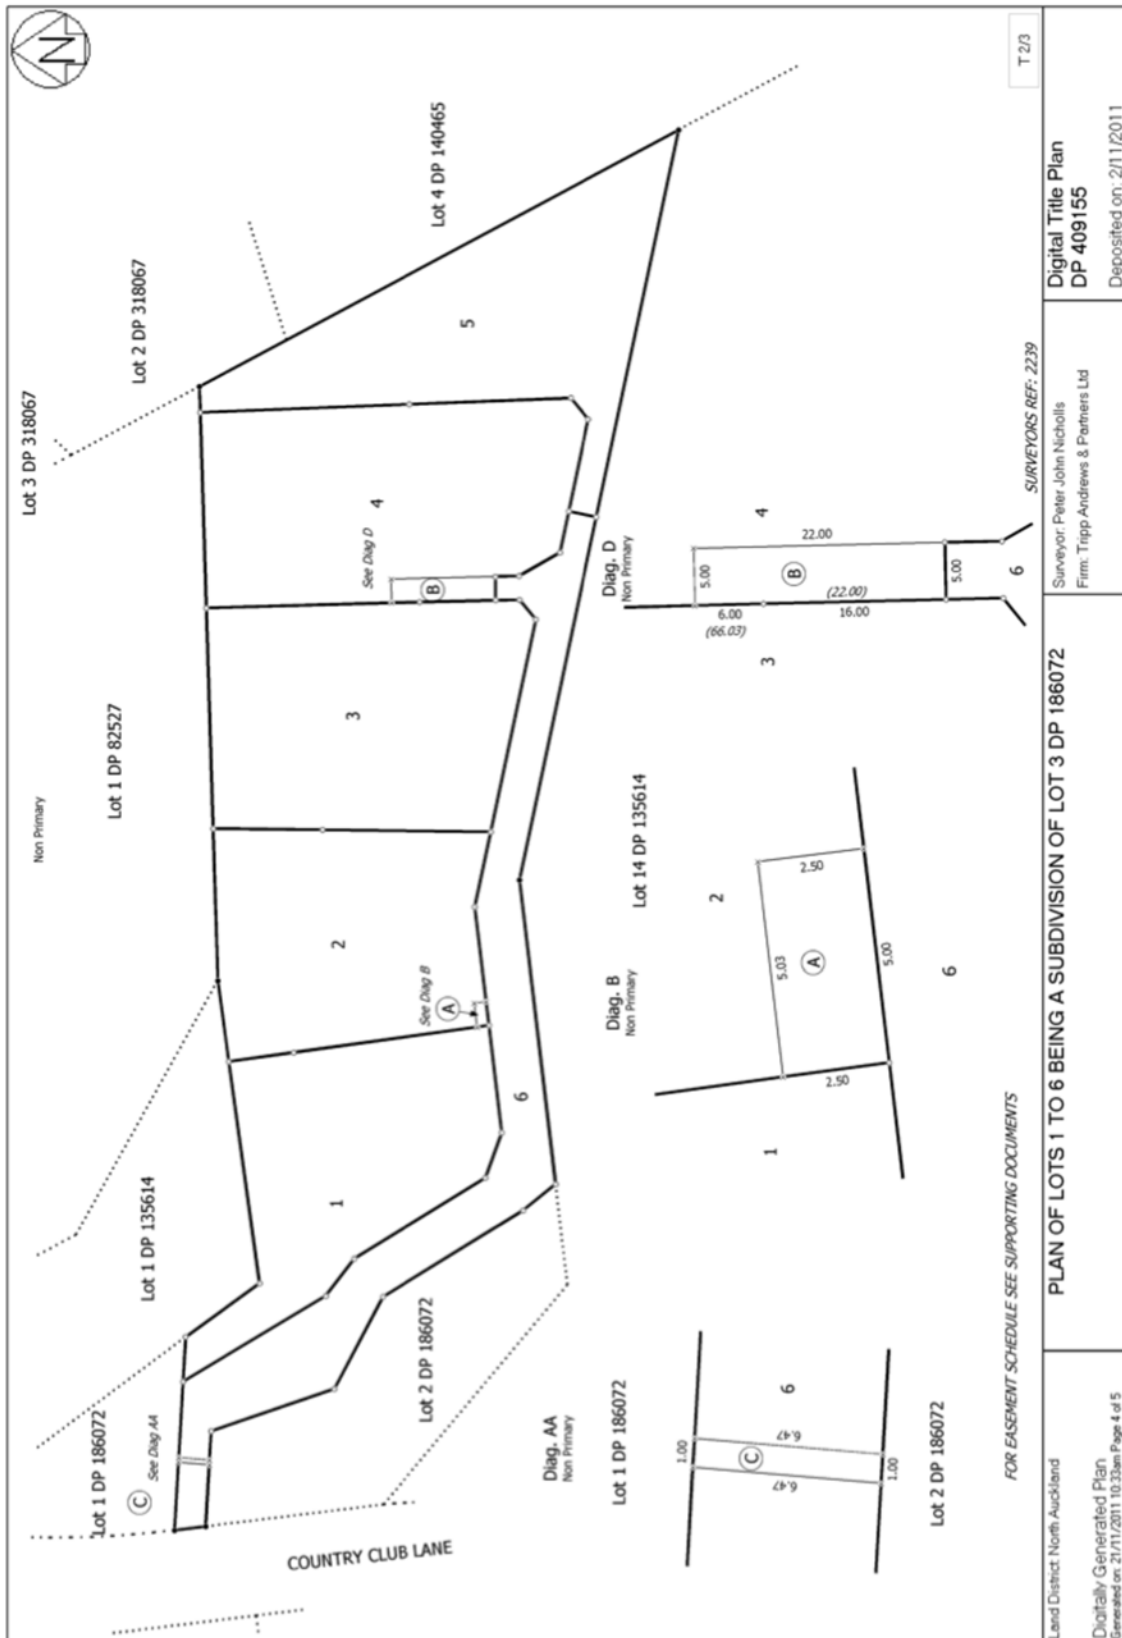 N
Non Primary
Lot 3 DP 318067
Lot 2 DP 318067
Lot 4 DP 140465
Lot 1 DP 82527
Lot 1 DP 135614
Lot 1 DP 186072
C
See Diag AA
COUNTRY CLUB LANE
Lot 2 DP 186072
Lot 14 DP 135614
1
2
See Diag B
A
3
See Diag D
B
4
5
6
Diag. AA
Non Primary
Lot 1 DP 186072
1.00
6.47
C
6.47
6
1.00
Lot 2 DP 186072
Diag. B
Non Primary
2
5.03
2.50
A
2.50
5.00
1
6
Diag. D
Non Primary
4
22.00
5.00
B
(22.00)
6.00
16.00
(66.03)
5.00
3
6
FOR EASEMENT SCHEDULE SEE SUPPORTING DOCUMENTS
SURVEYORS REF: 2239
T 2/3
Land District: North Auckland
Digitally Generated Plan
Generated on: 21/11/2011 10:33am Page 4 of 5
PLAN OF LOTS 1 TO 6 BEING A SUBDIVISION OF LOT 3 DP 186072
Surveyor: Peter John Nicholls
Firm: Tripp Andrews & Partners Ltd
Digital Title Plan
DP 409155
Deposited on: 2/11/2011